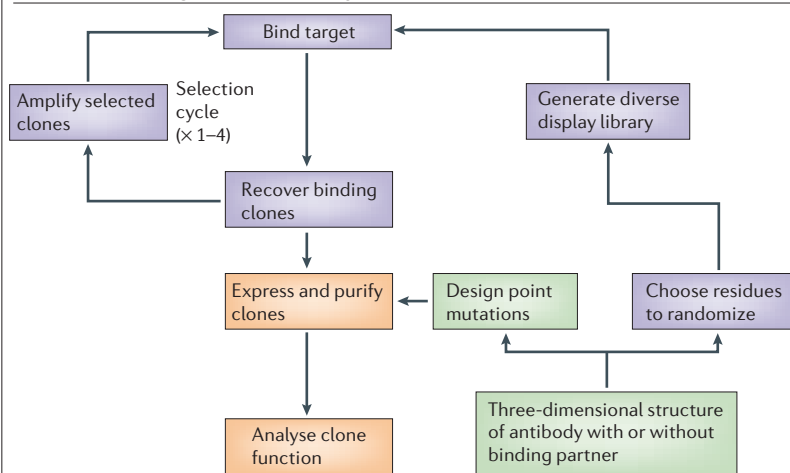 Bind target
Amplify selected
clones
Selection
cycle
(× 1–4)
Generate diverse
display library
Recover binding
clones
Express and purify
clones
Design point
mutations
Choose residues
to randomize
Analyse clone
function
Three-dimensional structure
of antibody with or without
binding partner